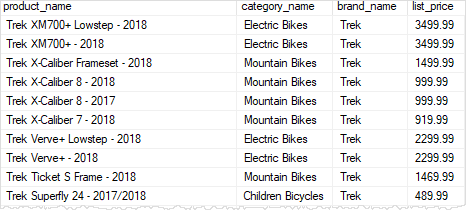 product_name category_name brand_name list_price
Trek XM700+ Lowstep - 2018 Electric Bikes Trek 3499.99
Trek XM700+ - 2018 Electric Bikes Trek 3499.99
Trek X-Caliber Frameset - 2018 Mountain Bikes Trek 1499.99
Trek X-Caliber 8 - 2018 Mountain Bikes Trek 999.99
Trek X-Caliber 8 - 2017 Mountain Bikes Trek 999.99
Trek X-Caliber 7 - 2018 Mountain Bikes Trek 919.99
Trek Verve+ Lowstep - 2018 Electric Bikes Trek 2299.99
Trek Verve+ - 2018 Electric Bikes Trek 2299.99
Trek Ticket S Frame - 2018 Mountain Bikes Trek 1469.99
Trek Superfly 24 - 2017/2018 Children Bicycles Trek 489.99